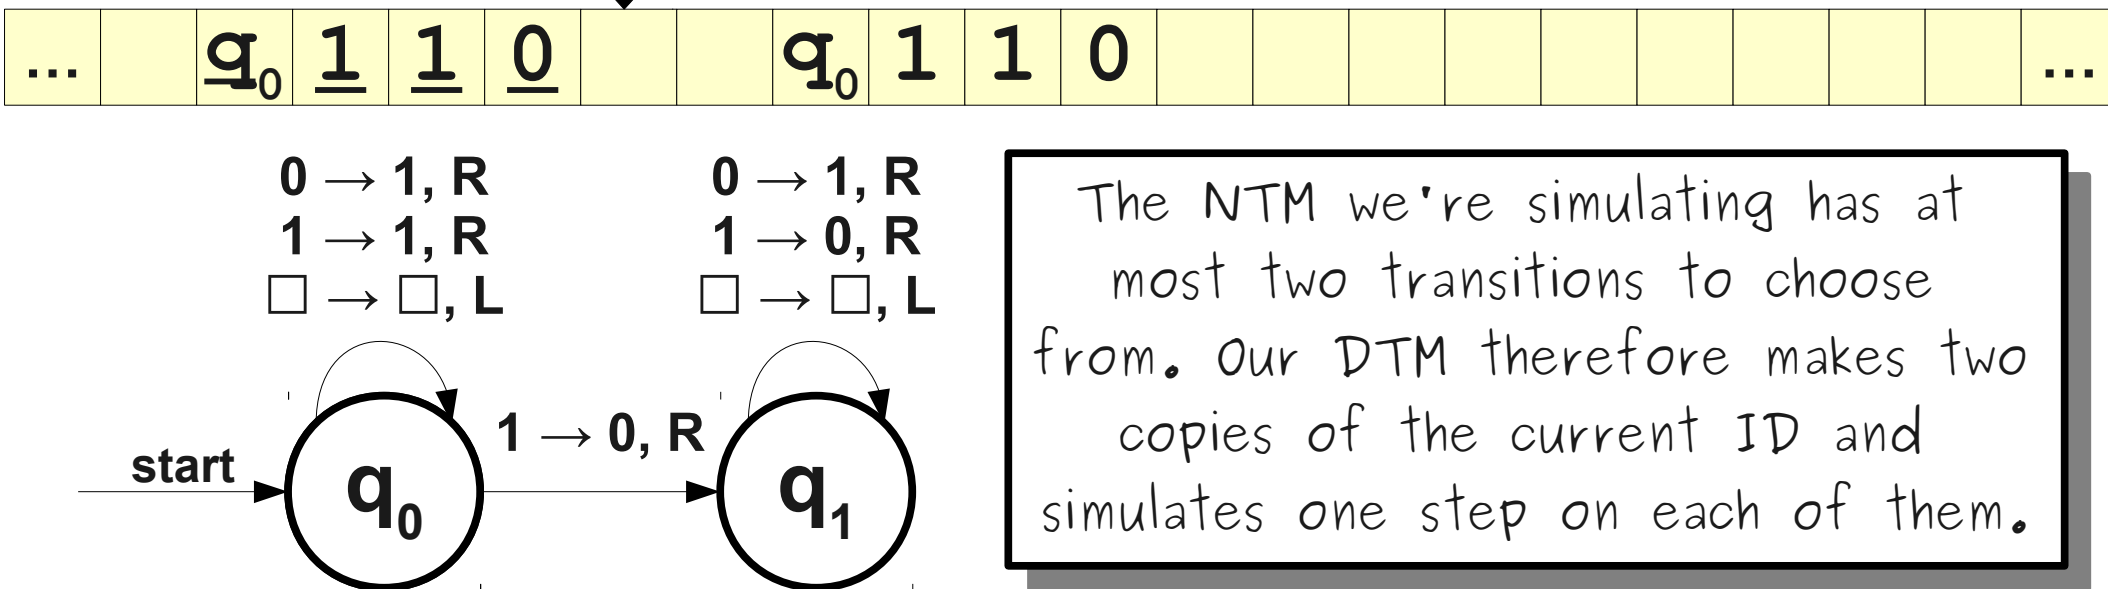 ... q₀ 1 1 0 q₀ 1 1 0 ...
0 → 1, R
1 → 1, R
□ → □, L
0 → 1, R
1 → 0, R
□ → □, L
start
q₀
1 → 0, R
q₁
The NTM we're simulating has at
most two transitions to choose
from. Our DTM therefore makes two
copies of the current ID and
simulates one step on each of them.